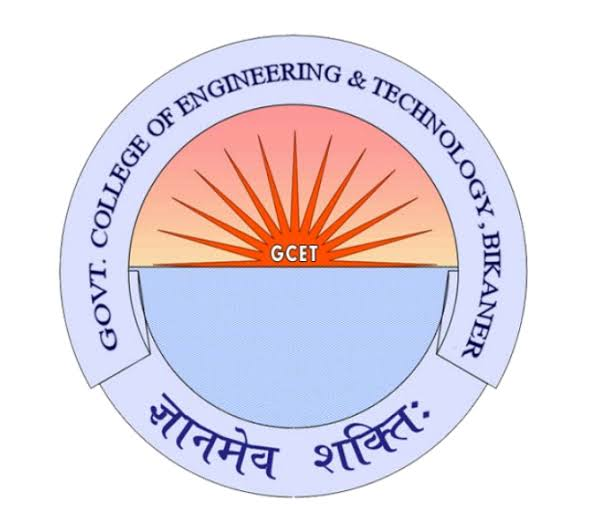 GOVT. COLLEGE OF ENGINEERING & TECHNOLOGY, BIKANER
GCET
ज्ञानमेव शक्तिः